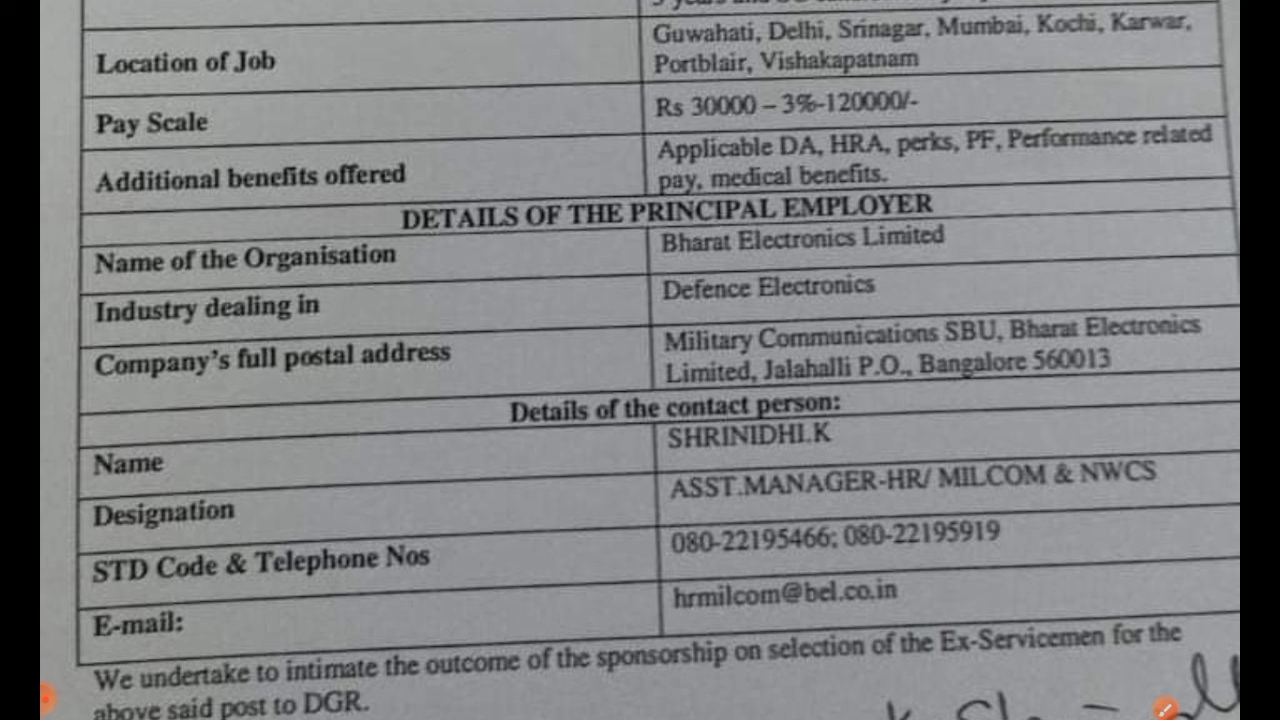 Location of Job
Guwahati, Delhi, Srinagar, Mumbai, Kochi, Karwar,
Portblair, Vishakapatnam
Pay Scale
Rs 30000 – 3%-120000/-
Additional benefits offered
Applicable DA, HRA, perks, PF, Performance related
pay, medical benefits.
DETAILS OF THE PRINCIPAL EMPLOYER
Name of the Organisation
Bharat Electronics Limited
Industry dealing in
Defence Electronics
Company's full postal address
Military Communications SBU, Bharat Electronics
Limited, Jalahalli P.O., Bangalore 560013
Details of the contact person:
Name
SHRINIDHI.K
Designation
ASST.MANAGER-HR/ MILCOM & NWCS
STD Code & Telephone Nos
080-22195466; 080-22195919
E-mail:
hrmilcom@bel.co.in
We undertake to intimate the outcome of the sponsorship on selection of the Ex-Servicemen for the
above said post to DGR.